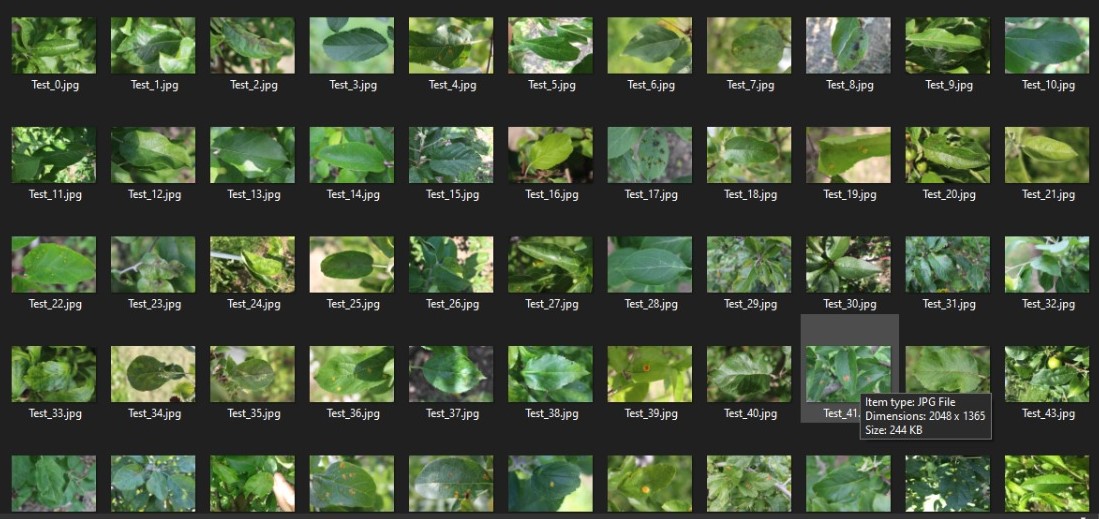 Test_0.jpg Test_1.jpg Test_2.jpg Test_3.jpg Test_4.jpg Test_5.jpg Test_6.jpg Test_7.jpg Test_8.jpg Test_9.jpg Test_10.jpg
Test_11.jpg Test_12.jpg Test_13.jpg Test_14.jpg Test_15.jpg Test_16.jpg Test_17.jpg Test_18.jpg Test_19.jpg Test_20.jpg Test_21.jpg
Test_22.jpg Test_23.jpg Test_24.jpg Test_25.jpg Test_26.jpg Test_27.jpg Test_28.jpg Test_29.jpg Test_30.jpg Test_31.jpg Test_32.jpg
Test_33.jpg Test_34.jpg Test_35.jpg Test_36.jpg Test_37.jpg Test_38.jpg Test_39.jpg Test_40.jpg Test_41. Test_43.jpg
Item type: JPG File
Dimensions: 2048 x 1365
Size: 244 KB